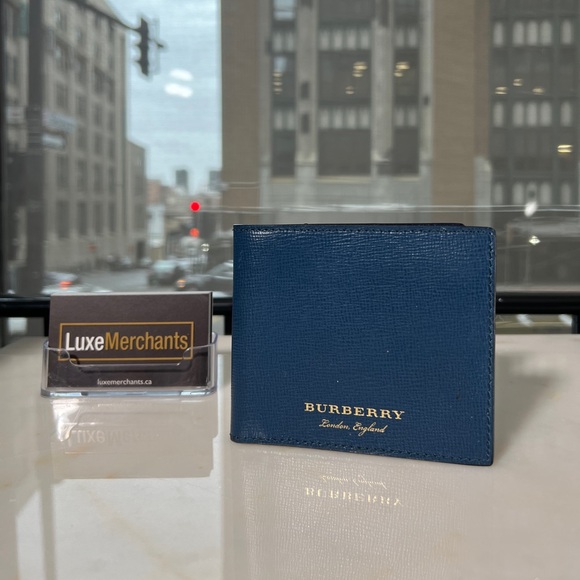 LuxeMerchants
luxemerchants.ca
BURBERRY
London, England